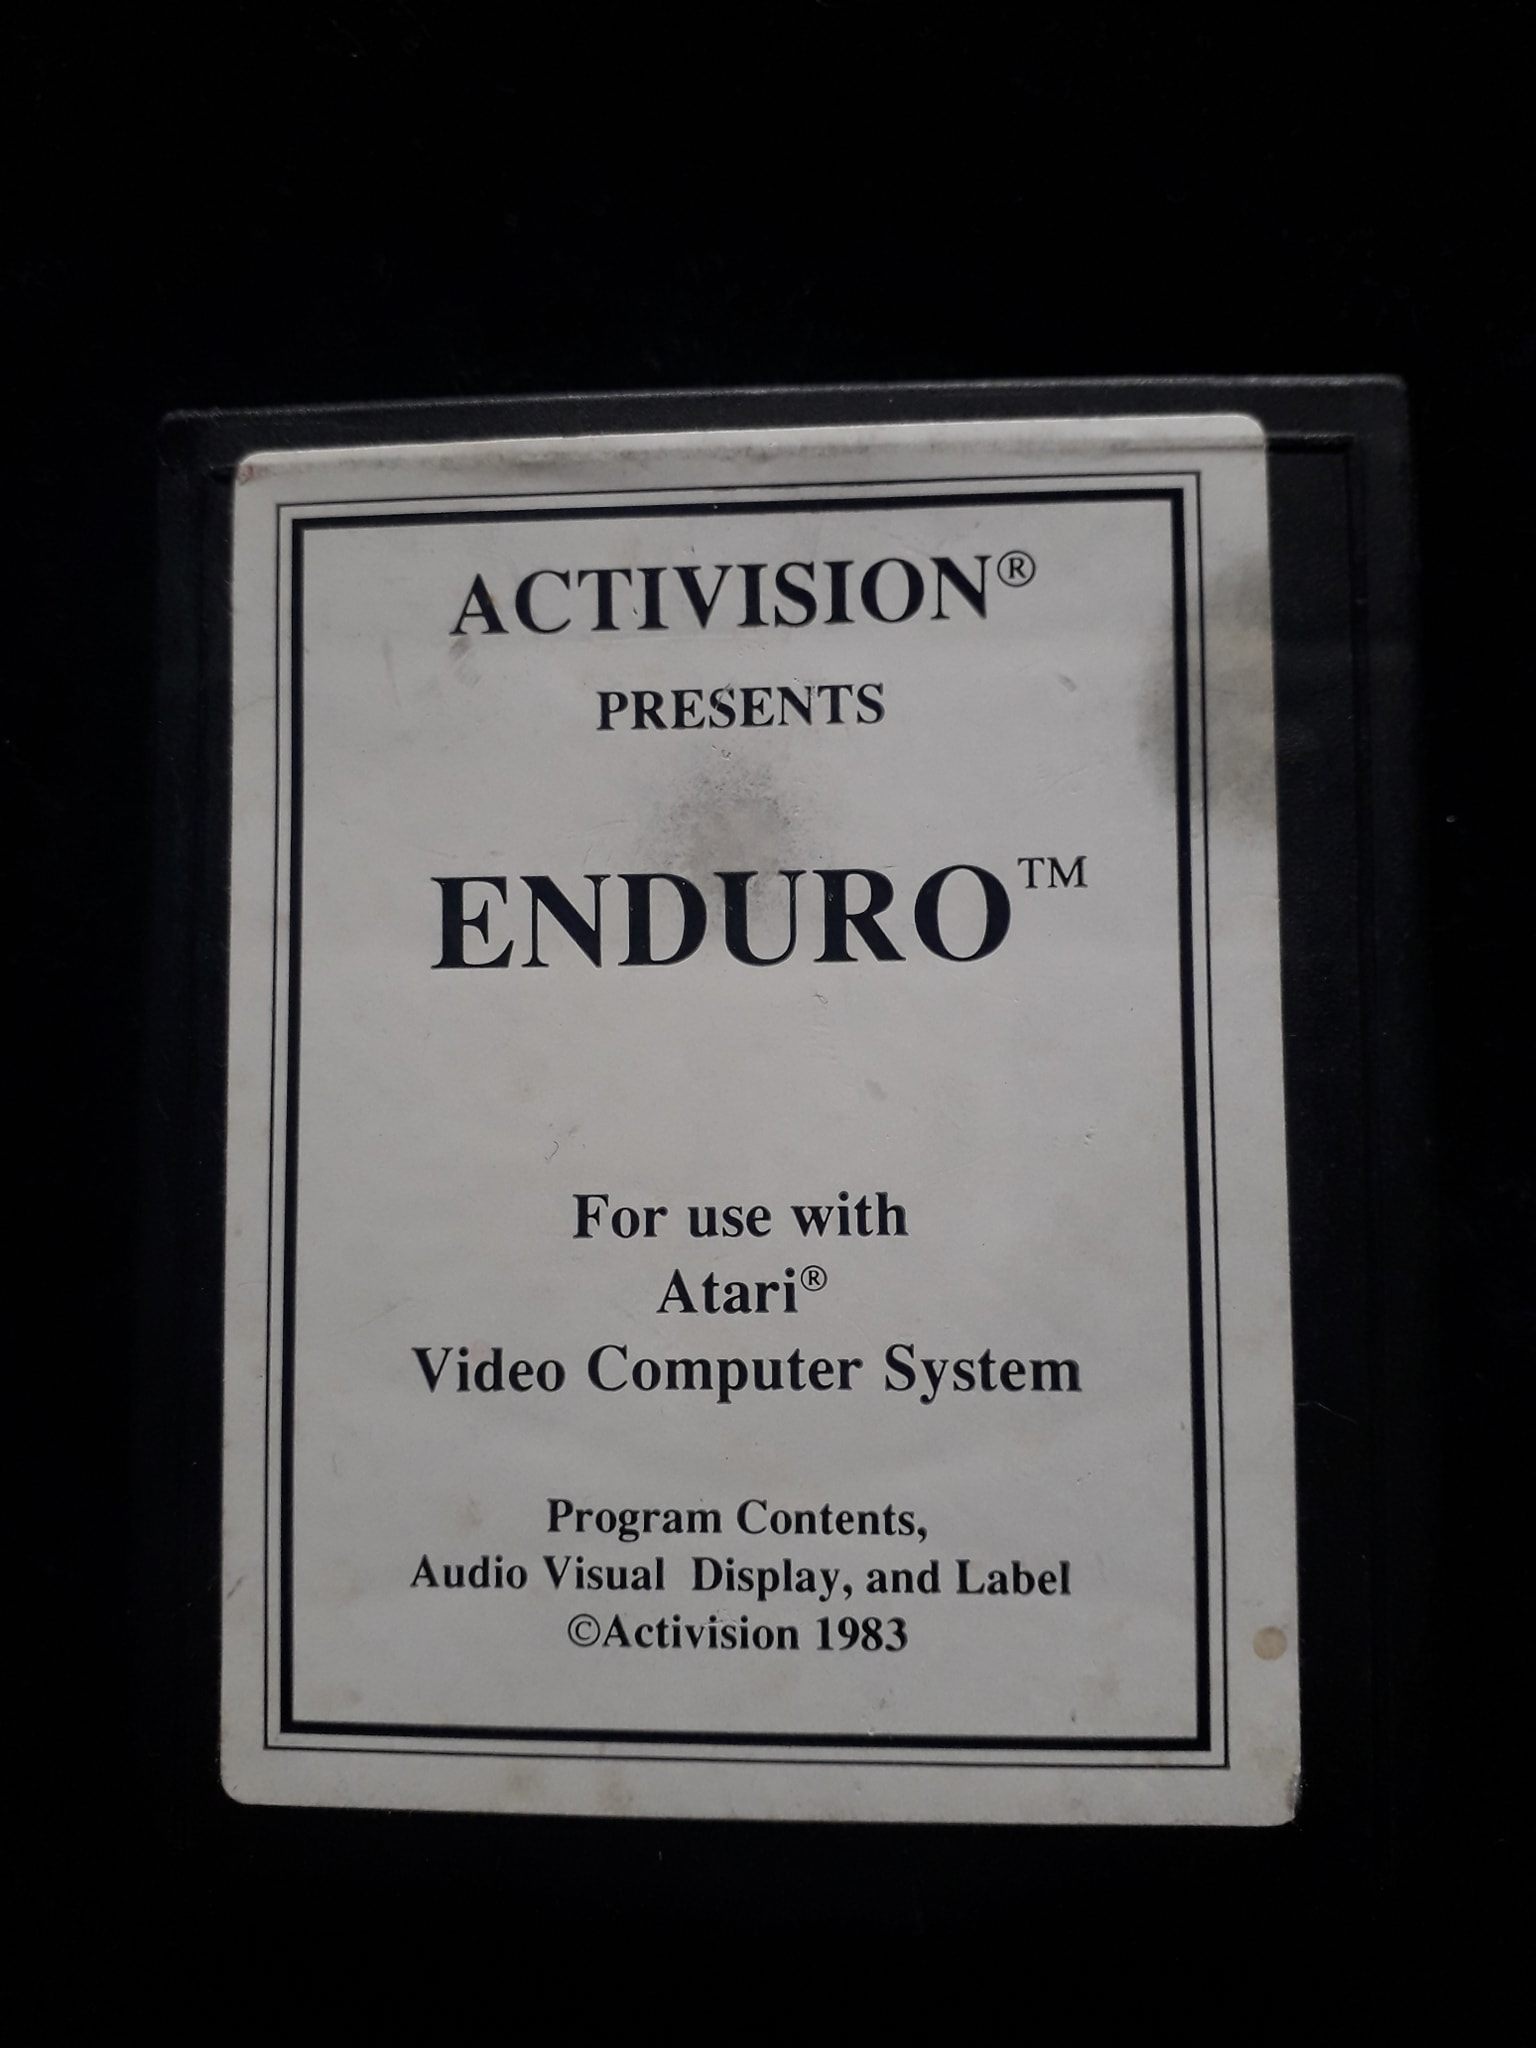 ACTIVISION®
PRESENTS
ENDURO™
For use with
Atari®
Video Computer System
Program Contents,
Audio Visual Display, and Label
©Activision 1983